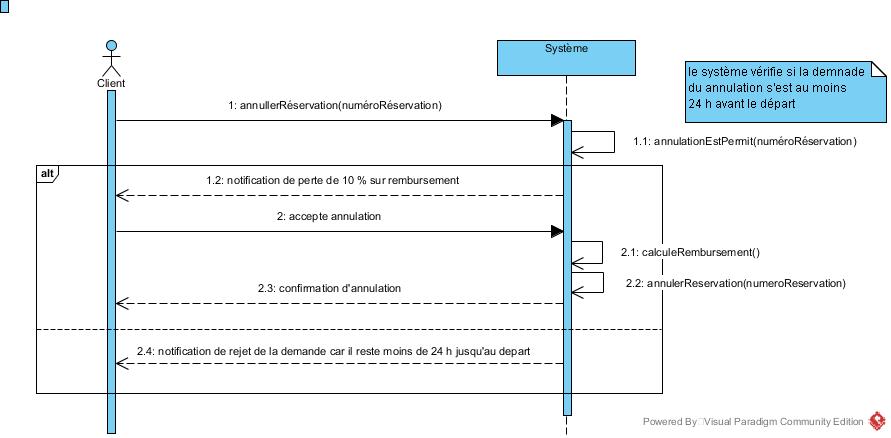 Système
Client
le système vérifie si la demnade
du annulation s'est au moins
24 h avant le départ
1: annullerRéservation(numéroRéservation)
1.1: annulationEstPermit(numéroRéservation)
alt
1.2: notification de perte de 10 % sur rembursement
2: accepte annulation
2.1: calculeRembursement()
2.2: annulerReservation(numeroReservation)
2.3: confirmation d'annulation
2.4: notification de rejet de la demande car il reste moins de 24 h jusqu'au depart
Powered By Visual Paradigm Community Edition